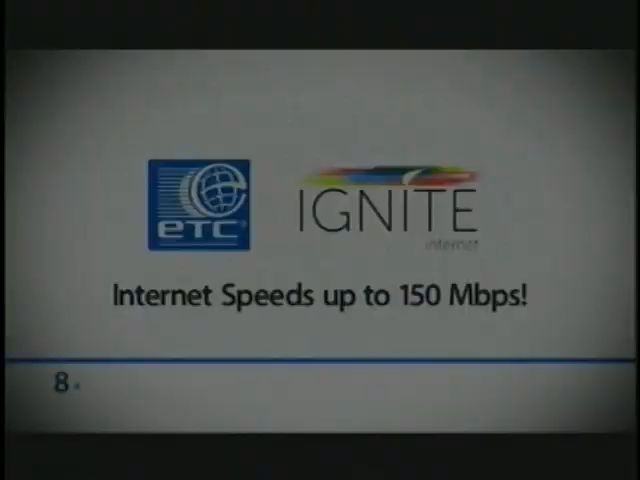 eTC
IGNITE
internet
Internet Speeds up to 150 Mbps!
8.